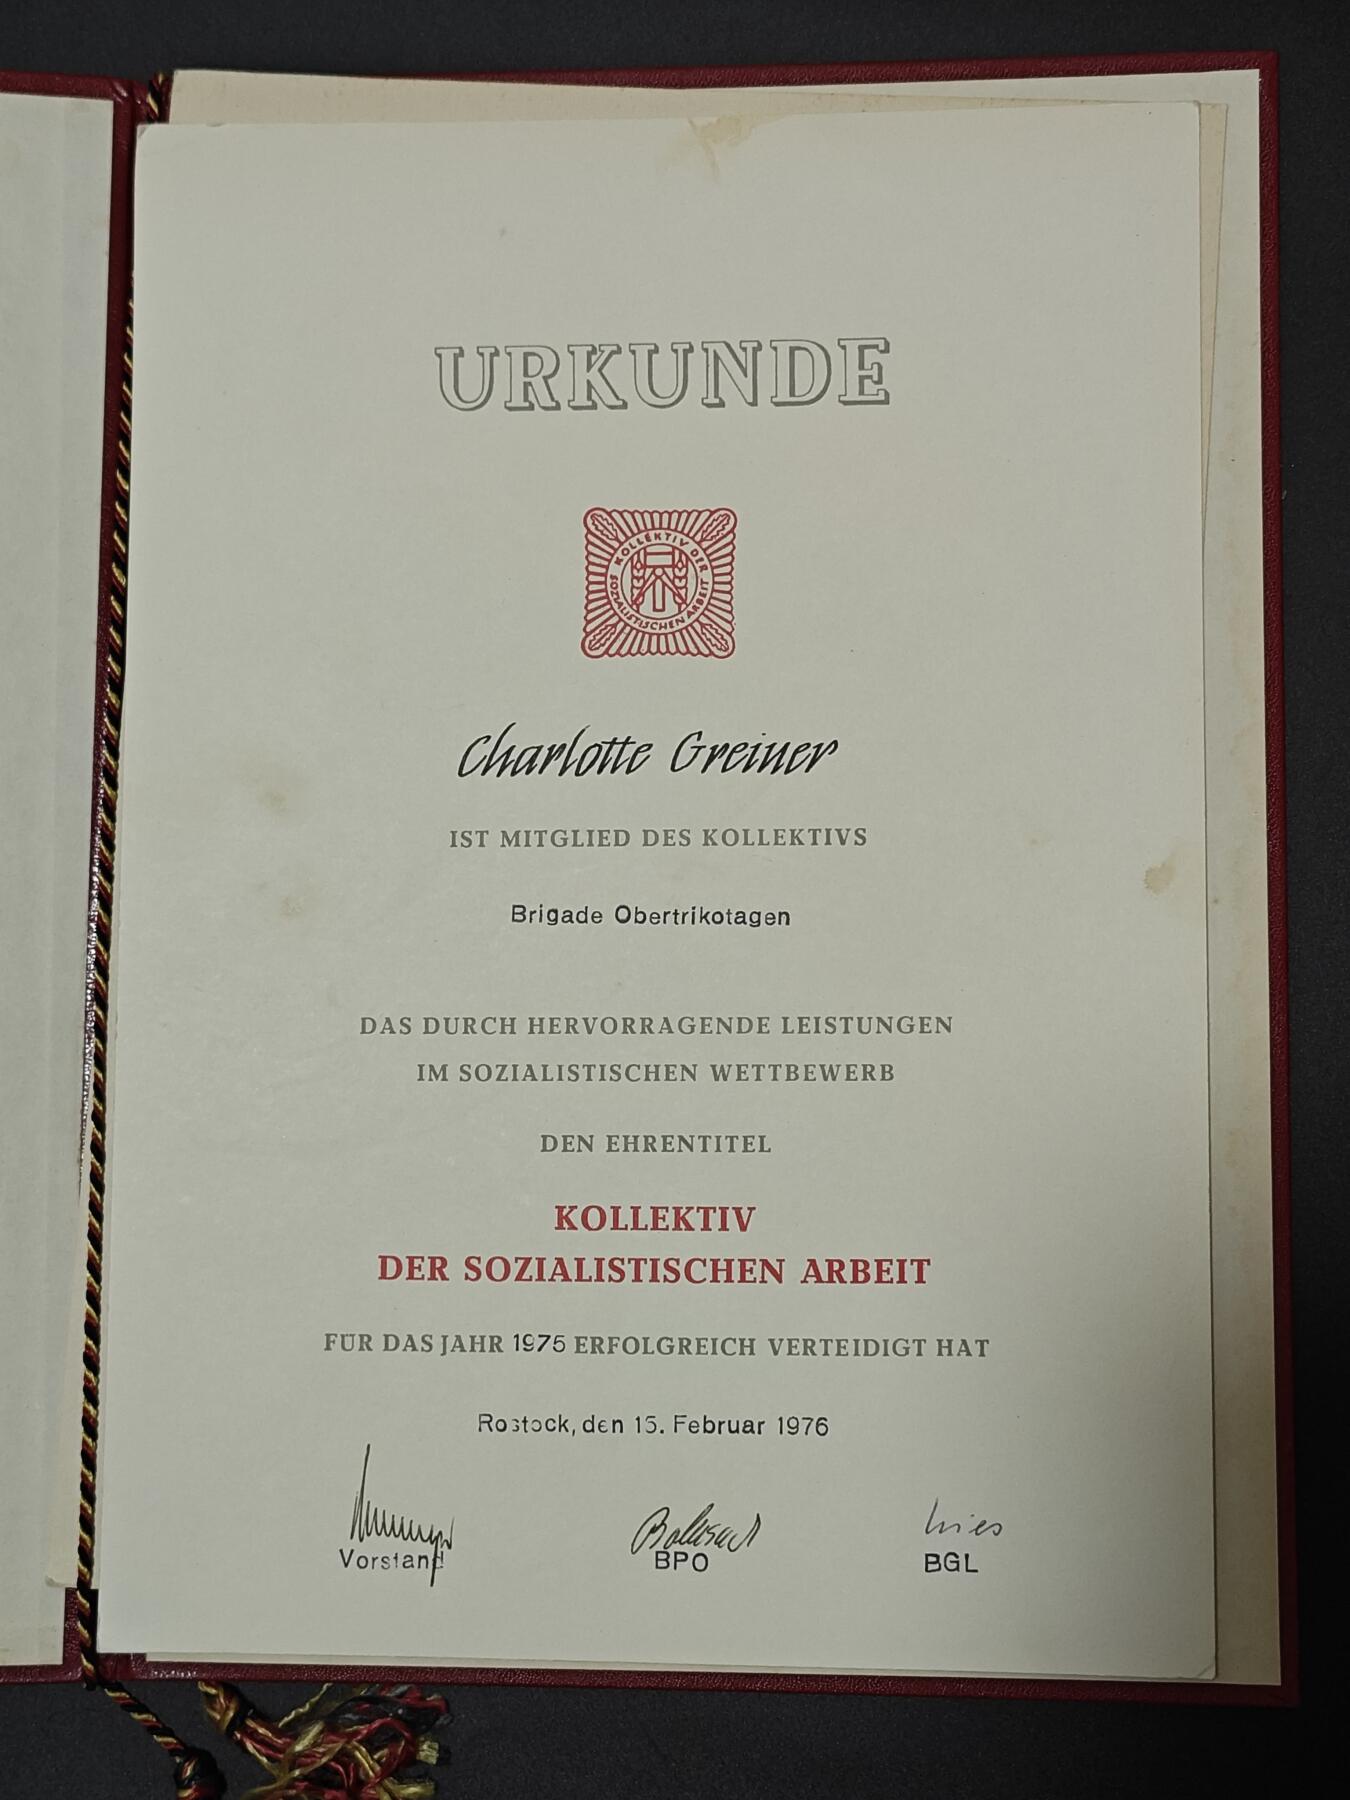 URKUNDE
KOLLEKTIV DER
SOZIALISTISCHEN ARBEIT
Charlotte Greiner
IST MITGLIED DES KOLLEKTIVS
Brigade Obertrikotagen
DAS DURCH HERVORRAGENDE LEISTUNGEN
IM SOZIALISTISCHEN WETTBEWERB
DEN EHRENTITEL
KOLLEKTIV
DER SOZIALISTISCHEN ARBEIT
FÜR DAS JAHR 1975 ERFOLGREICH VERTEIDIGT HAT
Rostock, den 15. Februar 1976
Vorstand BPO BGL